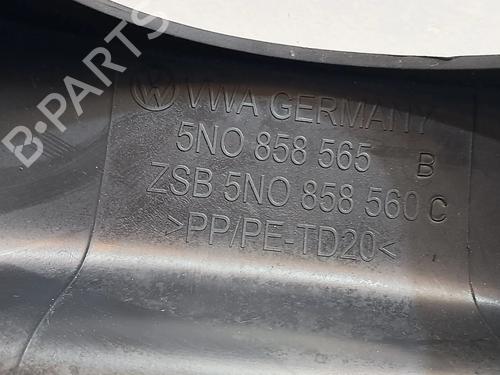 VWA GERMANY
5N0 858 565 B
ZSB 5N0 858 560 C
>PP/PE-TD20<
B-PARTS